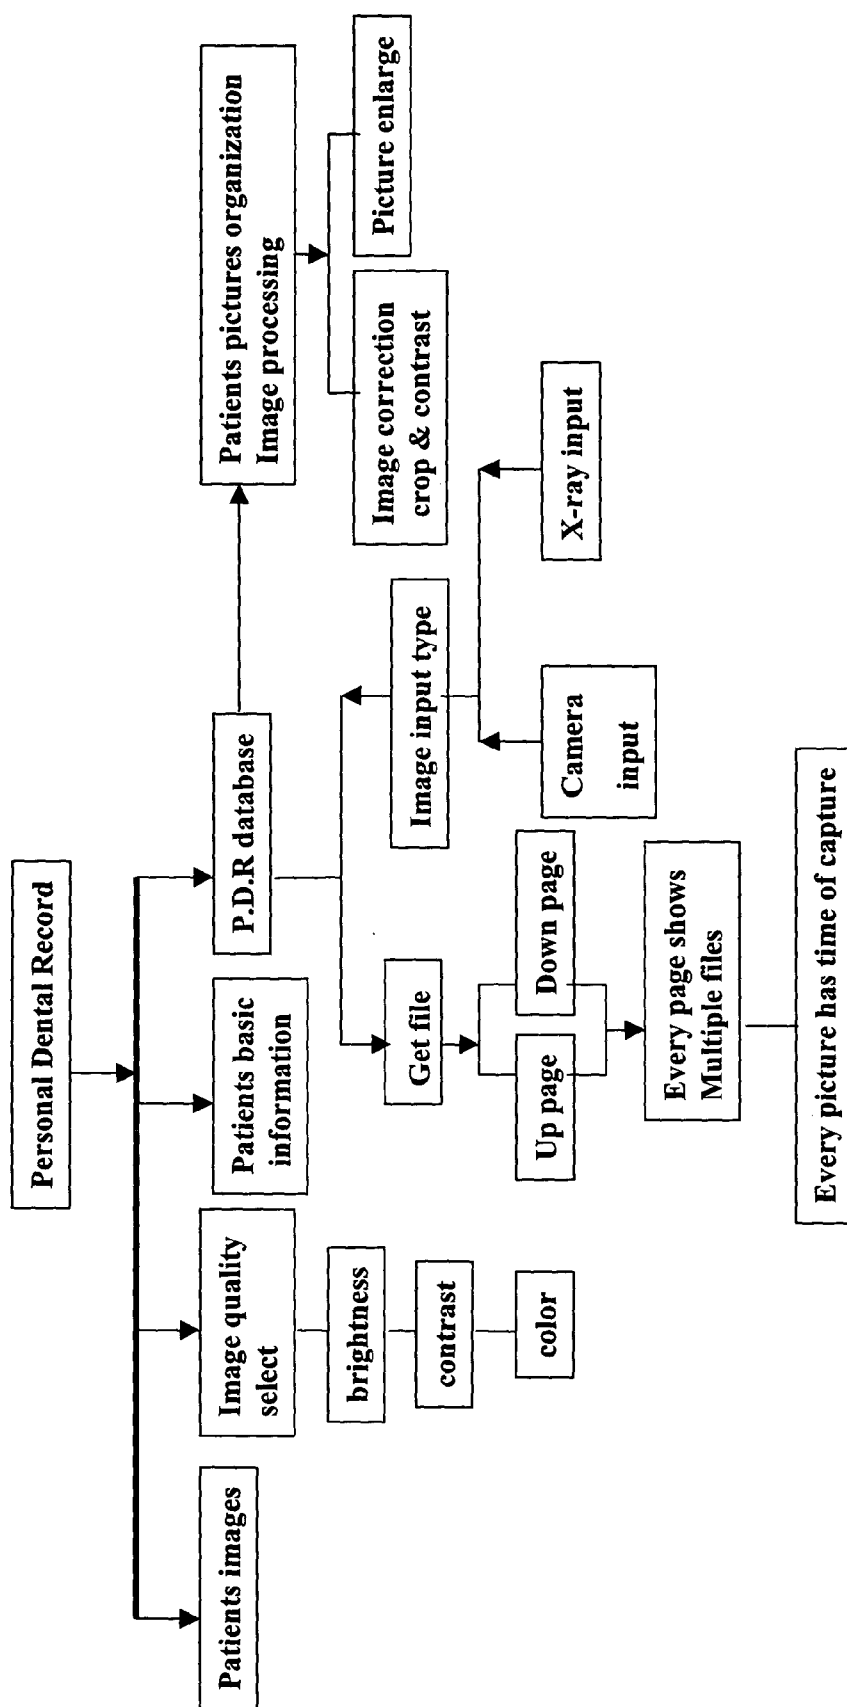 Personal Dental Record
Patients images
Image quality
select
brightness
contrast
color
Patients basic
information
P.D.R database
Get file
Up page
Down page
Every page shows
Multiple files
Every picture has time of capture
Image input type
Camera
input
X-ray input
Patients pictures organization
Image processing
Image correction
crop & contrast
Picture enlarge